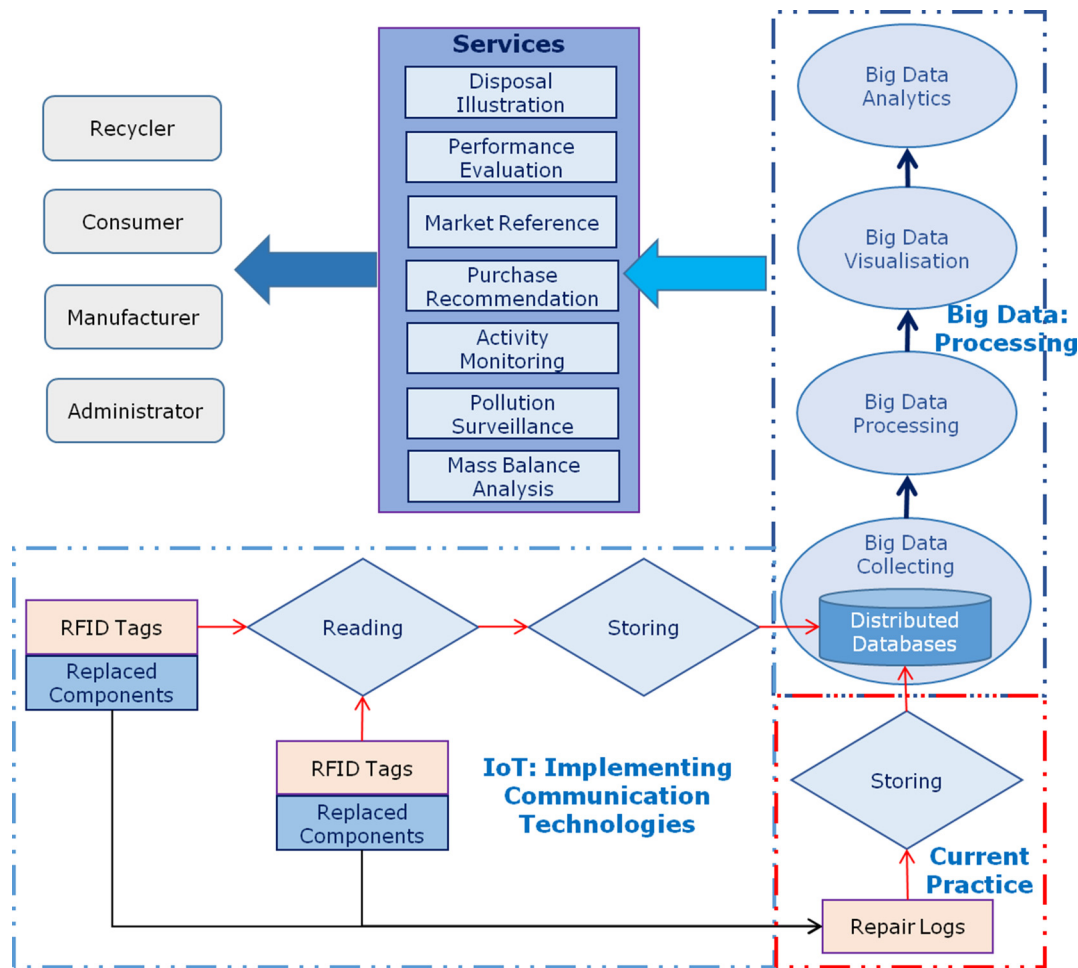 Services
Disposal
Illustration
Performance
Evaluation
Market Reference
Purchase
Recommendation
Activity
Monitoring
Pollution
Surveillance
Mass Balance
Analysis
Recycler
Consumer
Manufacturer
Administrator
Big Data
Analytics
Big Data
Visualisation
Big Data:
Processing
Big Data
Processing
Big Data
Collecting
Distributed
Databases
RFID Tags
Replaced
Components
Reading
Storing
RFID Tags
Replaced
Components
IoT: Implementing
Communication
Technologies
Storing
Current
Practice
Repair Logs